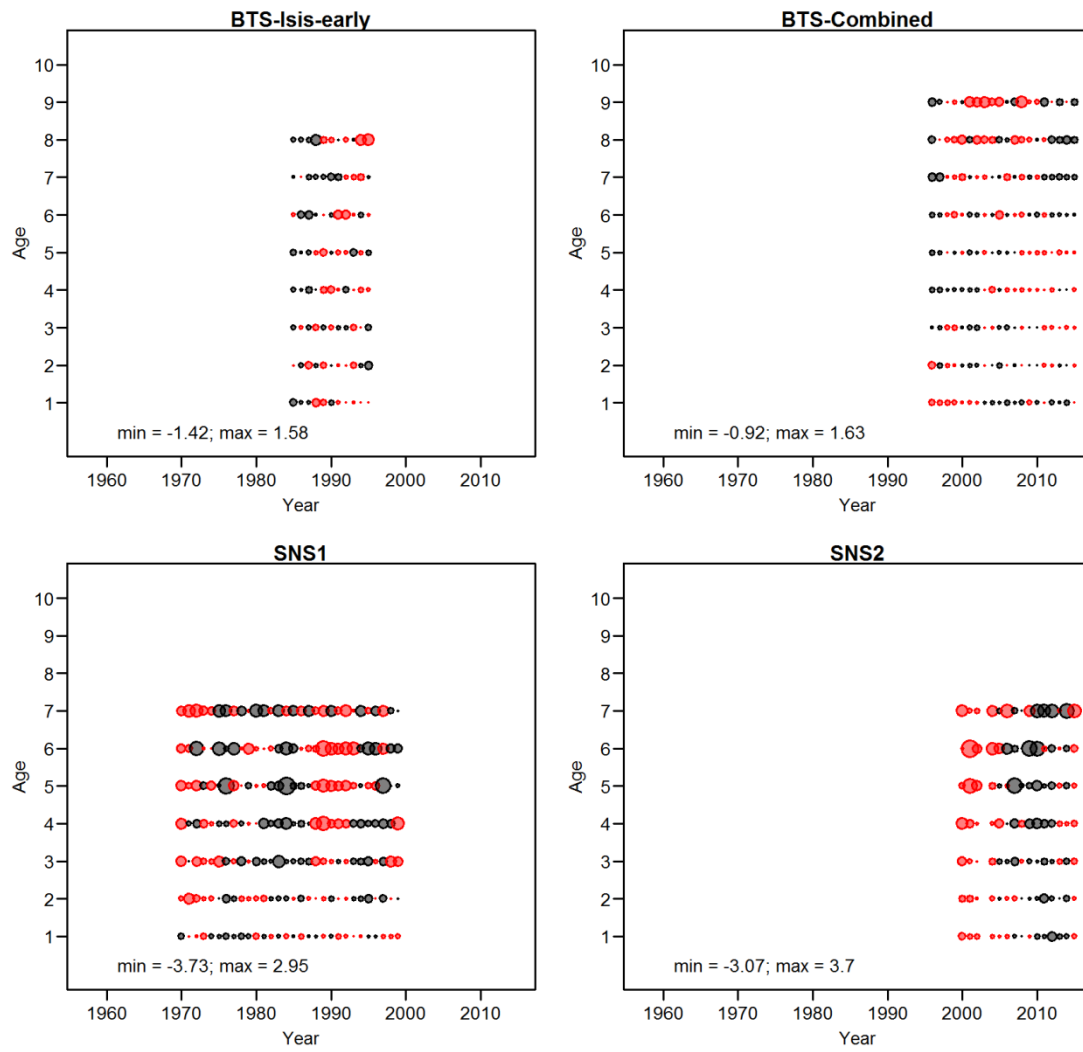 BTS-Isis-early
10
9
8
7
6
5
4
3
2
1
Age
min = -1.42; max = 1.58
1960 1970 1980 1990 2000 2010
Year
BTS-Combined
10
9
8
7
6
5
4
3
2
1
Age
min = -0.92; max = 1.63
1960 1970 1980 1990 2000 2010
Year
SNS1
10
9
8
7
6
5
4
3
2
1
Age
min = -3.73; max = 2.95
1960 1970 1980 1990 2000 2010
Year
SNS2
10
9
8
7
6
5
4
3
2
1
Age
min = -3.07; max = 3.7
1960 1970 1980 1990 2000 2010
Year